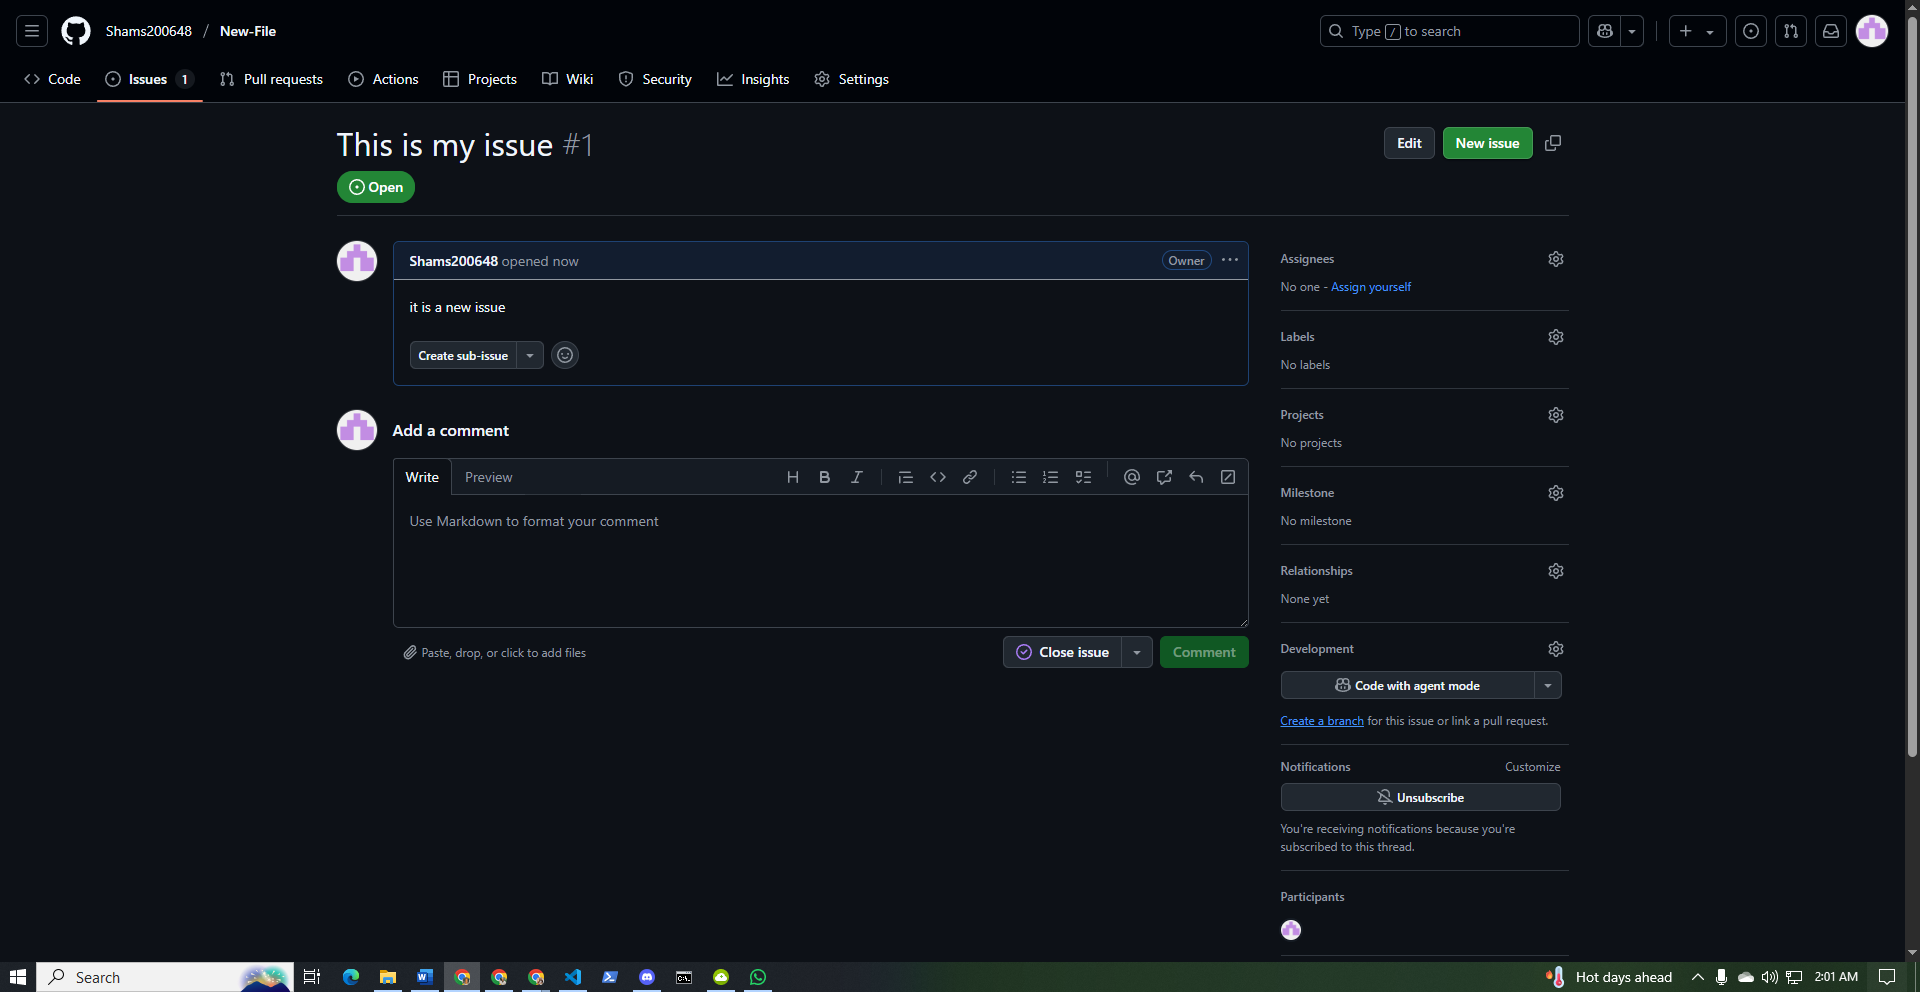 Shams200648 / New-File
Type / to search
Code Issues 1 Pull requests Actions Projects Wiki Security Insights Settings
This is my issue #1
Edit New issue
Open
Shams200648 opened now Owner
it is a new issue
Create sub-issue
Add a comment
Write Preview
Use Markdown to format your comment
Paste, drop, or click to add files
Close issue Comment
Assignees
No one - Assign yourself
Labels
No labels
Projects
No projects
Milestone
No milestone
Relationships
None yet
Development
Code with agent mode
Create a branch for this issue or link a pull request.
Notifications Customize
Unsubscribe
You're receiving notifications because you're
subscribed to this thread.
Participants
Search Hot days ahead 2:01 AM